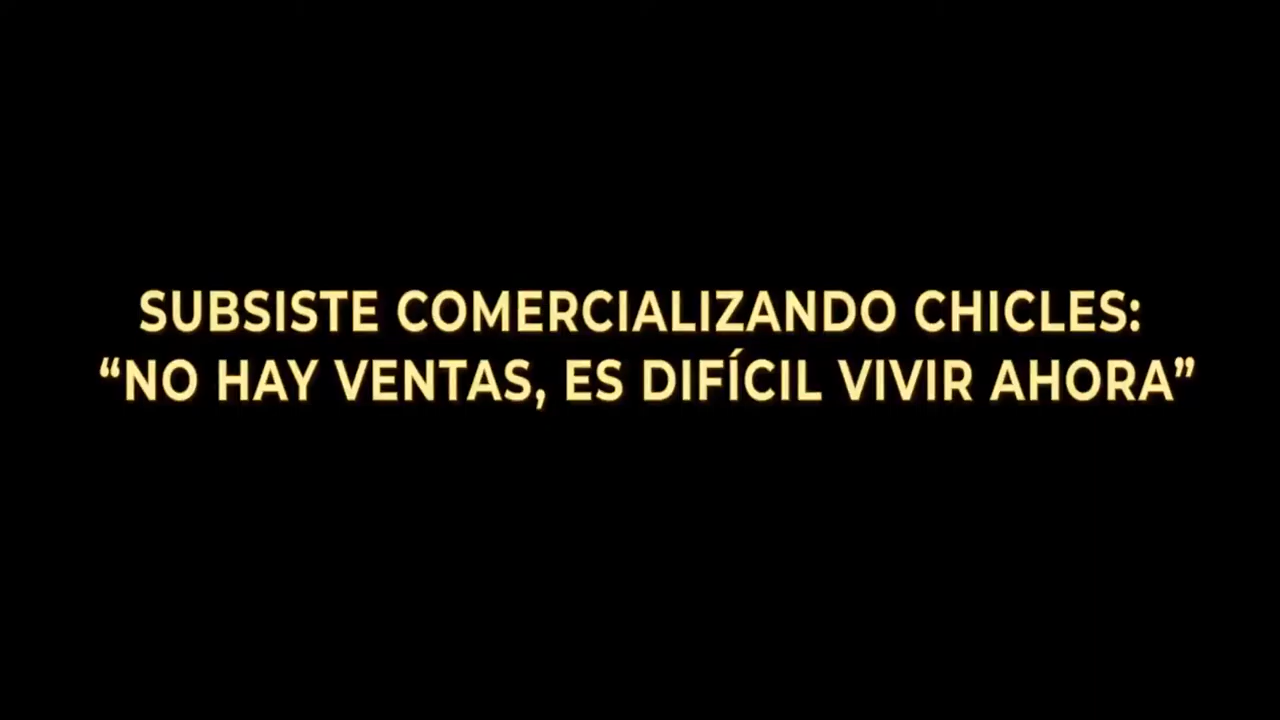 SUBSISTE COMERCIALIZANDO CHICLES:
“NO HAY VENTAS, ES DIFÍCIL VIVIR AHORA”